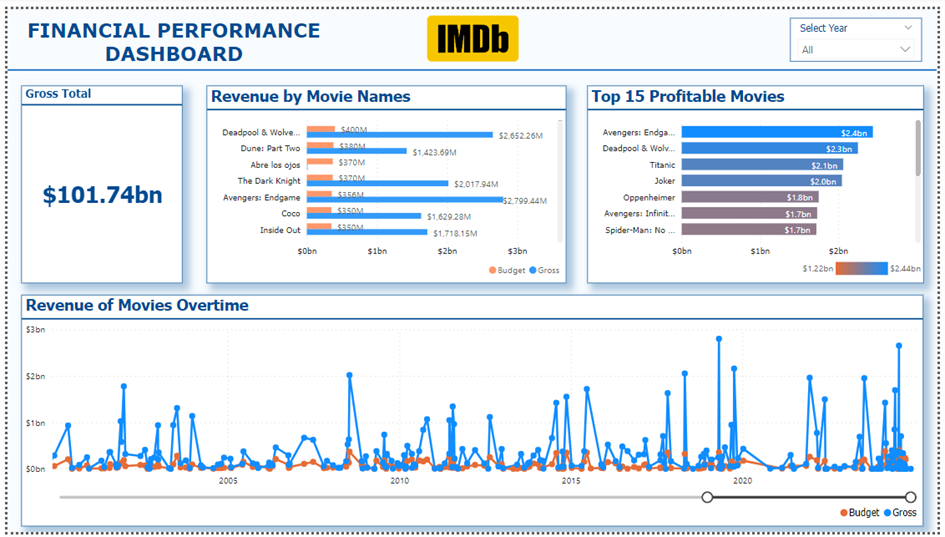 FINANCIAL PERFORMANCE
DASHBOARD
IMDb
Select Year
All
Gross Total
$101.74bn
Revenue by Movie Names
Deadpool & Wolve...
$400M
$2,652.26M
Dune: Part Two
$380M
$1,423.69M
Abre los ojos
$370M
The Dark Knight
$370M
$2,017.94M
Avengers: Endgame
$356M
$2,799.44M
Coco
$350M
$1,629.28M
Inside Out
$350M
$1,718.15M
$0bn $1bn $2bn $3bn
Budget Gross
Top 15 Profitable Movies
Avengers: Endga... $2.4bn
Deadpool & Wolv... $2.3bn
Titanic $2.1bn
Joker $2.0bn
Oppenheimer $1.8bn
Avengers: Infinit... $1.7bn
Spider-Man: No ... $1.7bn
$0bn $1bn $2bn
$1.22bn $2.44bn
Revenue of Movies Overtime
$3bn
$2bn
$1bn
$0bn
2005 2010 2015 2020
Budget Gross